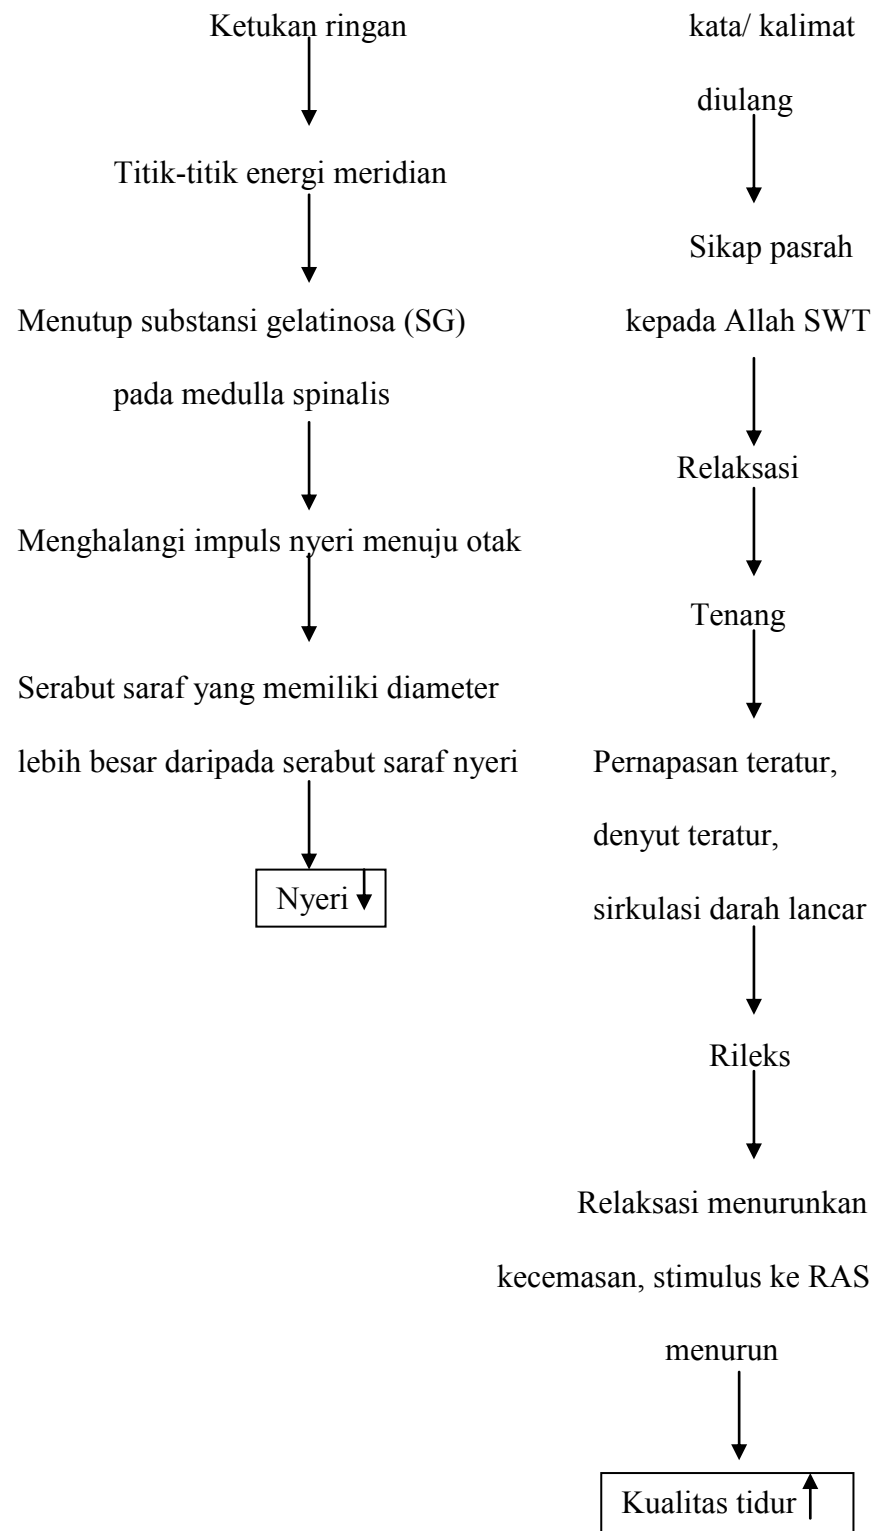 Ketukan ringan
Titik-titik energi meridian
Menutup substansi gelatinosa (SG)
pada medulla spinalis
Menghalangi impuls nyeri menuju otak
Serabut saraf yang memiliki diameter
lebih besar daripada serabut saraf nyeri
Nyeri
kata/ kalimat
diulang
Sikap pasrah
kepada Allah SWT
Relaksasi
Tenang
Pernapasan teratur,
denyut teratur,
sirkulasi darah lancar
Rileks
Relaksasi menurunkan
kecemasan, stimulus ke RAS
menurun
Kualitas tidur